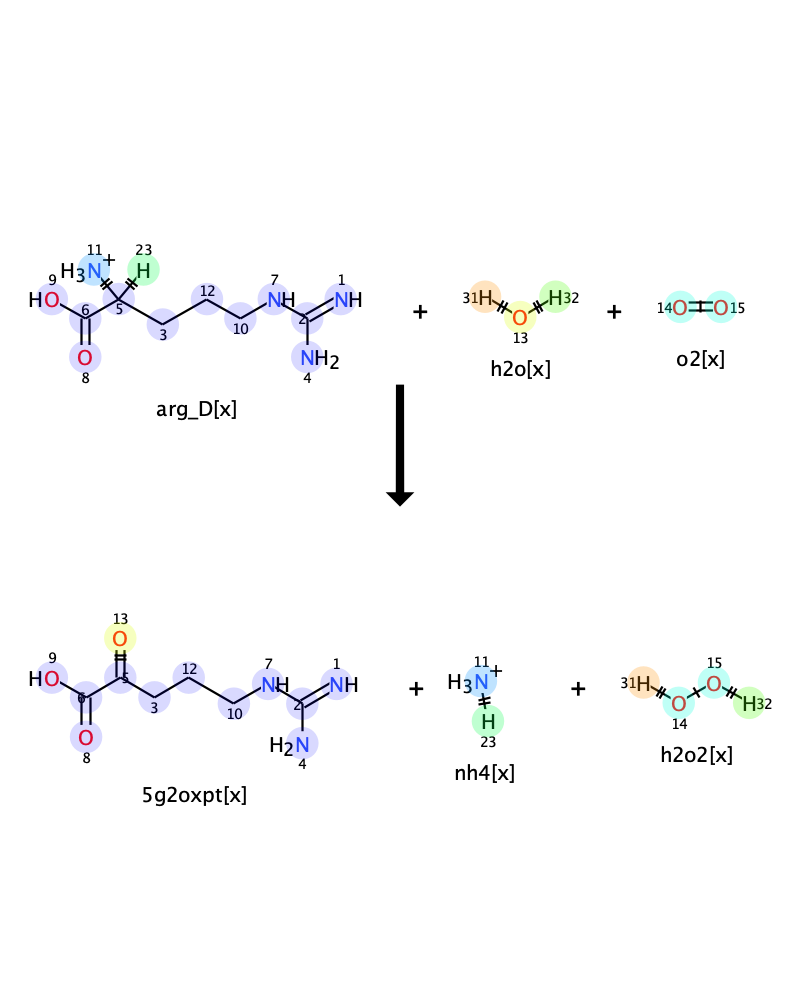 11 23
H3N+ H
9 7 1
HO 6 5 12 NH NH
3 10 2
O NH2
8 4
arg_D[x]
+
31H H32
O
13
h2o[x]
+
14O O15
o2[x]
13
O
9 12 7 1
HO 6 5 NH NH
3 10 2
O H2N
8 4
5g2oxpt[x]
+
11
H3N+
H
23
nh4[x]
+
15
31H O
O H32
14
h2o2[x]